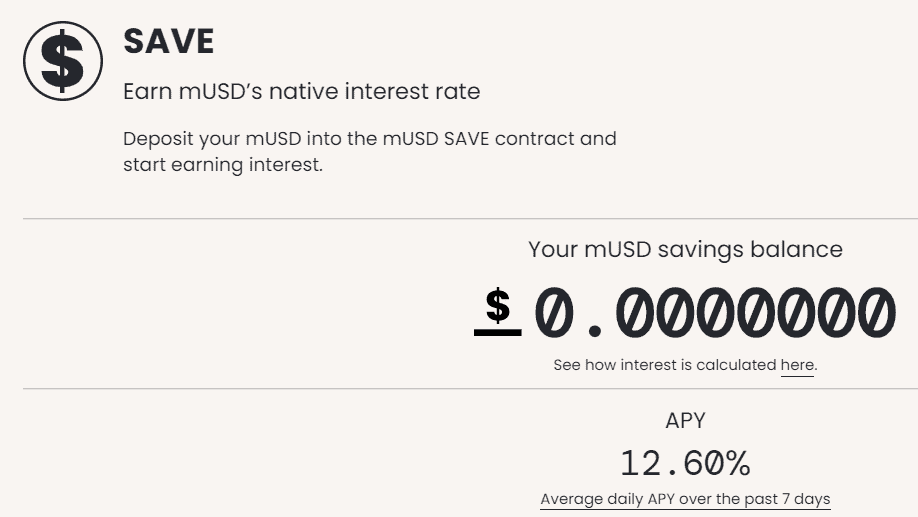 $
SAVE
Earn mUSD’s native interest rate
Deposit your mUSD into the mUSD SAVE contract and
start earning interest.
Your mUSD savings balance
$ 0.0000000
See how interest is calculated here.
APY
12.60%
Average daily APY over the past 7 days